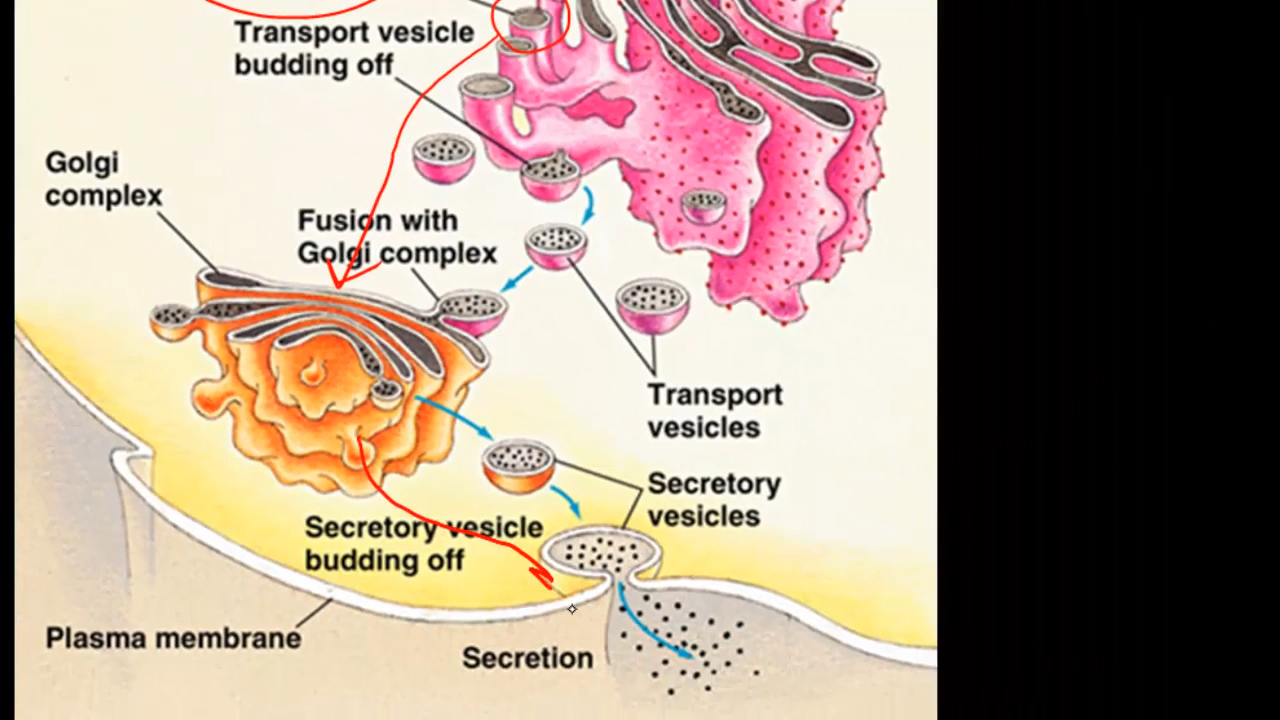 Transport vesicle
budding off
Golgi
complex
Fusion with
Golgi complex
Transport
vesicles
Secretory
vesicles
Secretory vesicle
budding off
Plasma membrane
Secretion